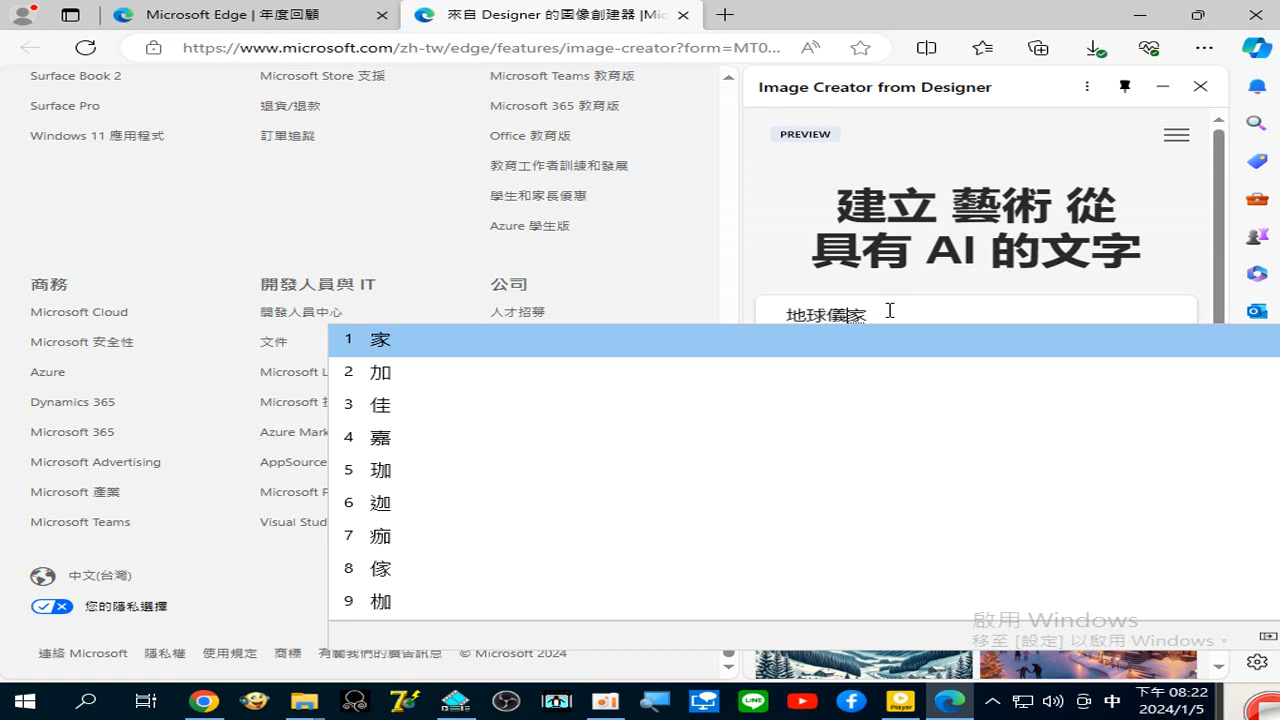 Microsoft Edge | 年度回顧
來自 Designer 的圖像創建器 |Mic
https://www.microsoft.com/zh-tw/edge/features/image-creator?form=MT0...
Surface Book 2
Microsoft Store 支援
Microsoft Teams 教育版
Surface Pro
退貨/退款
Microsoft 365 教育版
Windows 11 應用程式
訂單追蹤
Office 教育版
教育工作者訓練和發展
學生和家長優惠
Azure 學生版
商務
開發人員與 IT
公司
Microsoft Cloud
開發人員中心
人才招募
Microsoft 安全性
文件
Azure
Microsoft L
Dynamics 365
Microsoft
Microsoft 365
Azure Mark
Microsoft Advertising
AppSource
Microsoft 產業
Microsoft P
Microsoft Teams
Visual Stud
中文(台灣)
您的隱私選擇
連絡 Microsoft
隱私權
使用規定
商標
有關我們的廣告訊息
© Microsoft 2024
Image Creator from Designer
PREVIEW
建立 藝術 從
具有 AI 的文字
地球儀家
1 家
2 加
3 佳
4 嘉
5 珈
6 迦
7 痂
8 傢
9 枷
啟用 Windows
移至 [設定] 以啟用 Windows。
Player
中
下午 08:22
2024/1/5